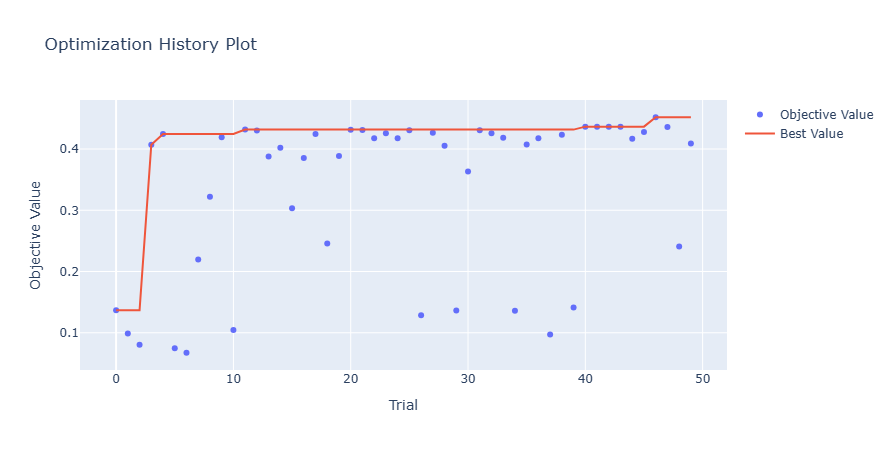 Optimization History Plot
Objective Value
Best Value
0.4
0.3
0.2
0.1
Objective Value
0 10 20 30 40 50
Trial